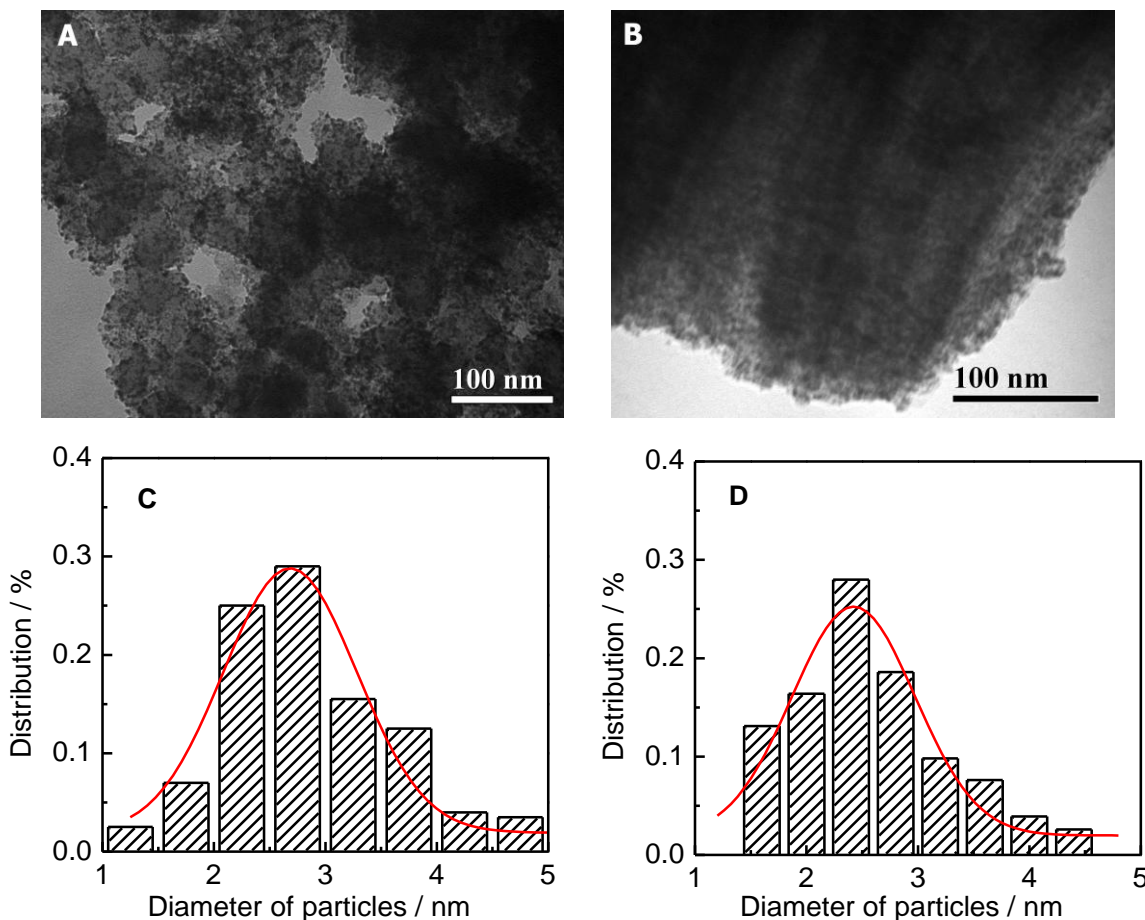 A
100 nm
B
100 nm
C
0.4
0.3
0.2
0.1
0.0
1 2 3 4 5
Distribution / %
Diameter of particles / nm
D
0.4
0.3
0.2
0.1
0.0
1 2 3 4 5
Distribution / %
Diameter of particles / nm